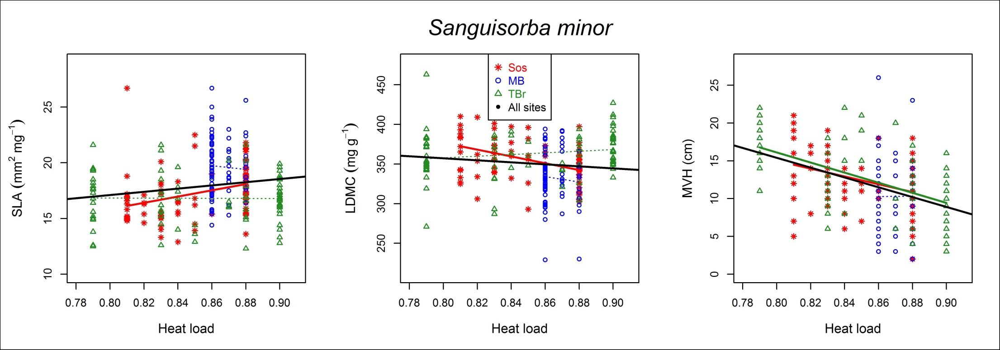 Sanguisorba minor
SLA (mm² mg⁻¹)
25
20
15
10
0.78 0.80 0.82 0.84 0.86 0.88 0.90
Heat load
LDMC (mg g⁻¹)
450
400
350
300
250
Sos
MB
TBr
All sites
0.78 0.80 0.82 0.84 0.86 0.88 0.90
Heat load
MVH (cm)
25
20
15
10
5
0
0.78 0.80 0.82 0.84 0.86 0.88 0.90
Heat load